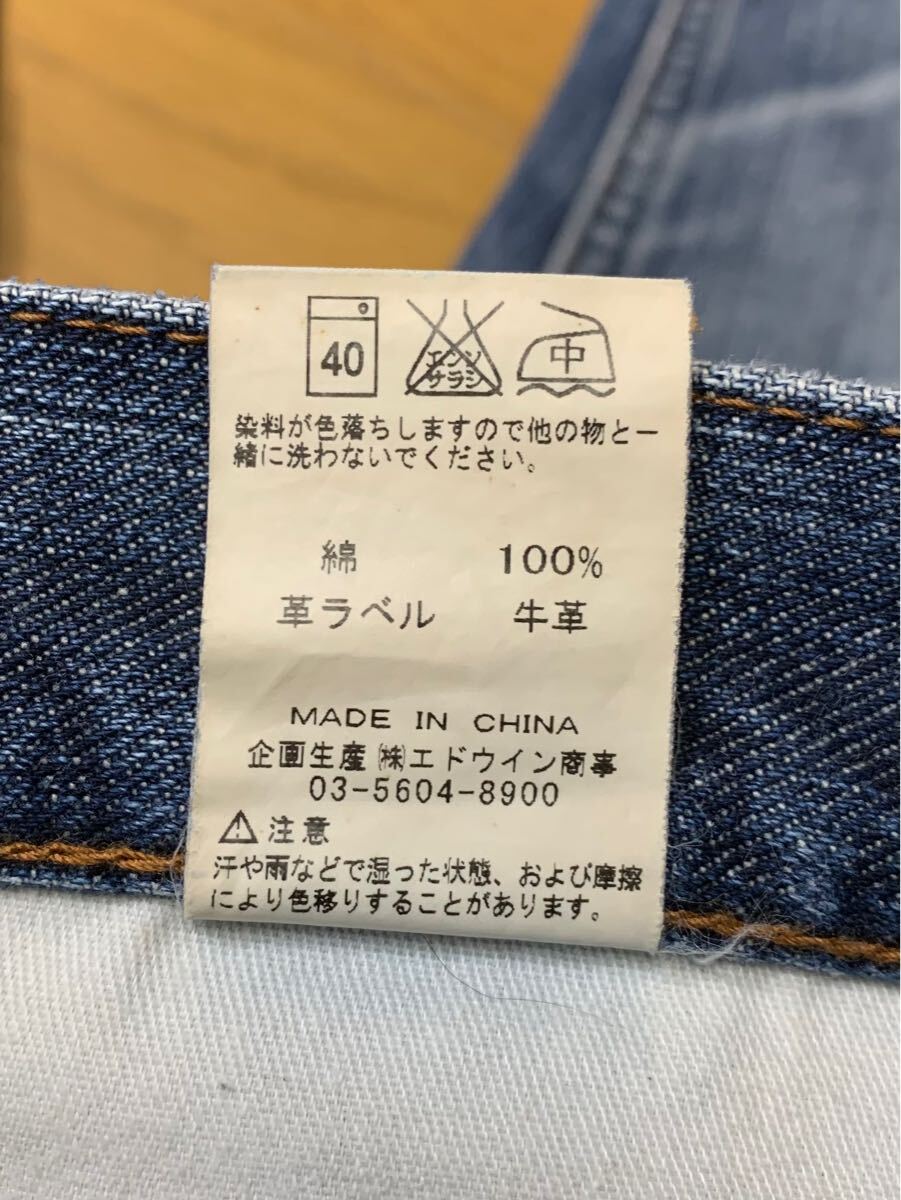 40
エンソ
サラシ
中
染料が色落ちしますので他の物と一
緒に洗わないでください。
綿 100%
革ラベル 牛革
MADE IN CHINA
企画生産 ㈱エドウイン商事
03-5604-8900
⚠注意
汗や雨などで湿った状態、および摩擦
により色移りすることがあります。